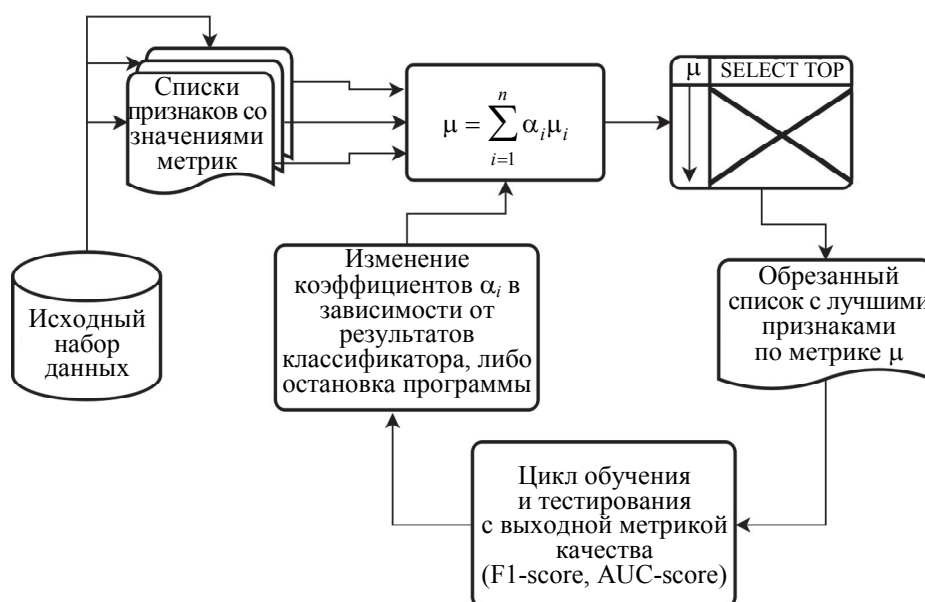 Списки
признаков со
значениями
метрик
μ = ∑ α_i μ_i
n
i=1
μ SELECT TOP
Исходный
набор
данных
Изменение
коэффициентов α_i в
зависимости от
результатов
классификатора, либо
остановка программы
Обрезанный
список с лучшими
признаками
по метрике μ
Цикл обучения
и тестирования
с выходной метрикой
качества
(F1-score, AUC-score)